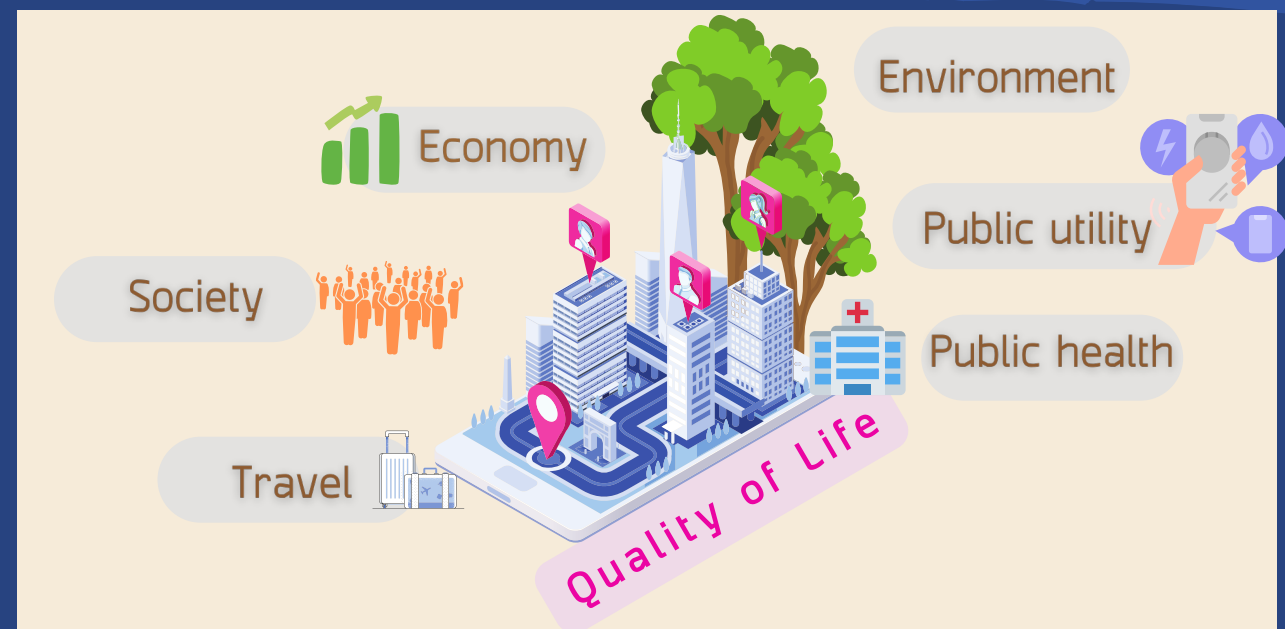 Environment
Economy
Public utility
Society
Public health
Travel
Quality of Life